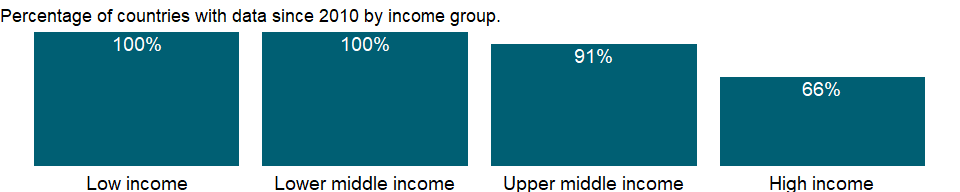 Percentage of countries with data since 2010 by income group.
100% 100% 91% 66%
Low income Lower middle income Upper middle income High income